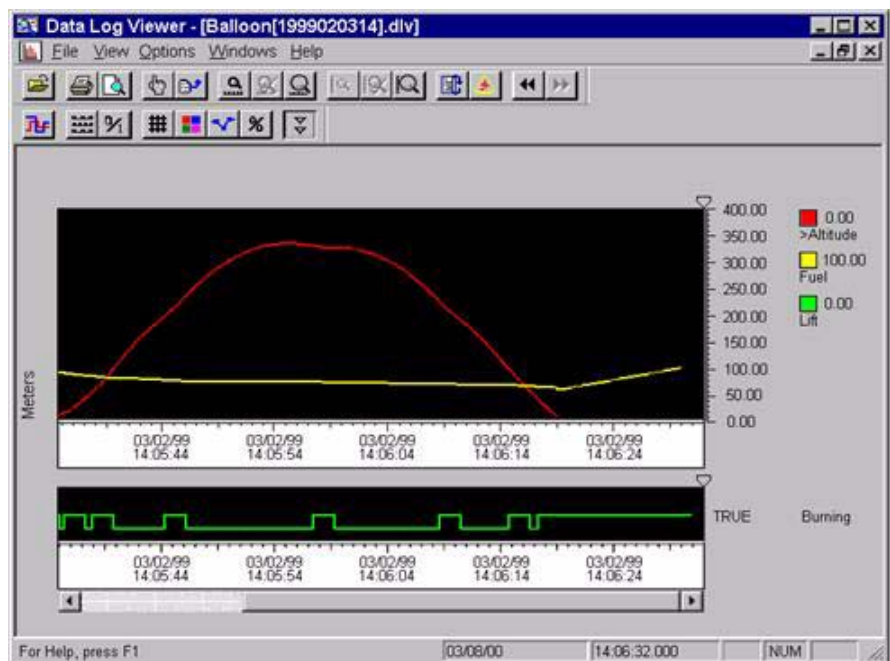 Data Log Viewer - [Balloon[1999020314].dlv]
File View Options Windows Help
0/1 %
400.00
350.00
300.00
250.00
200.00
150.00
100.00
50.00
0.00
0.00
>Altitude
100.00
Fuel
0.00
Lift
Meters
03/02/99 03/02/99 03/02/99 03/02/99 03/02/99
14:05:44 14:05:54 14:06:04 14:06:14 14:06:24
TRUE Burning
03/02/99 03/02/99 03/02/99 03/02/99 03/02/99
14:05:44 14:05:54 14:06:04 14:06:14 14:06:24
For Help, press F1 03/08/00 14:06:32.000 NUM